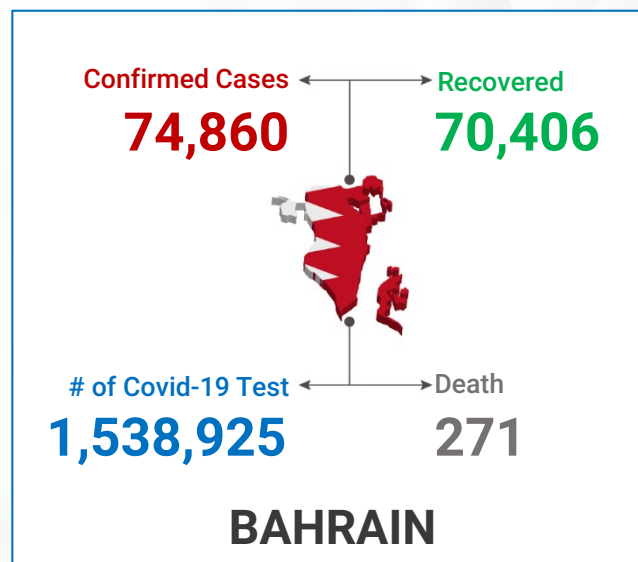 Confirmed Cases
74,860
Recovered
70,406
# of Covid-19 Test
1,538,925
Death
271
BAHRAIN